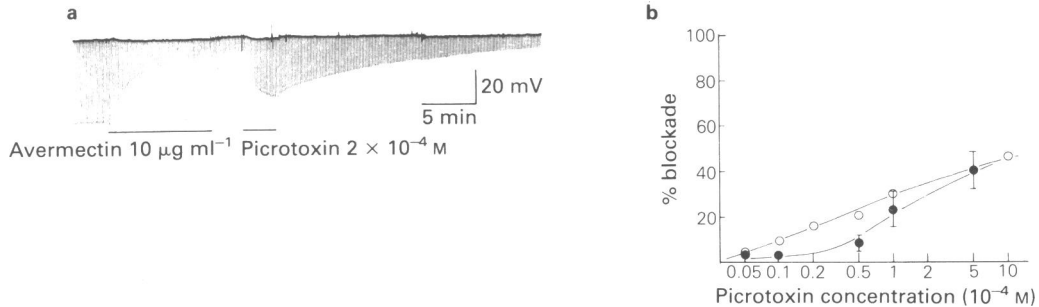 a
20 mV
5 min
Avermectin 10 μg ml⁻¹ Picrotoxin 2 × 10⁻⁴ M
b
% blockade
100
80
60
40
20
0.05 0.1 0.2 0.5 1 2 5 10
Picrotoxin concentration (10⁻⁴ M)